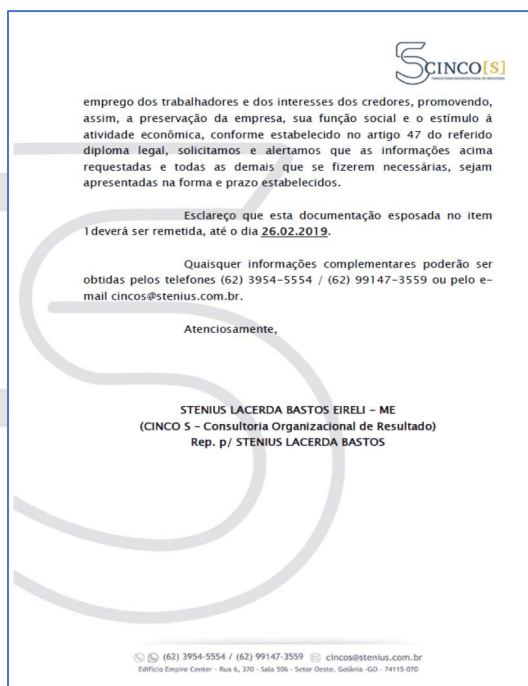 5CINCO[S]
CONSULTORIA ORGANIZACIONAL DE RESULTADO
emprego dos trabalhadores e dos interesses dos credores, promovendo,
assim, a preservação da empresa, sua função social e o estímulo à
atividade econômica, conforme estabelecido no artigo 47 do referido
diploma legal, solicitamos e alertamos que as informações acima
requestadas e todas as demais que se fizerem necessárias, sejam
apresentadas na forma e prazo estabelecidos.
Esclareço que esta documentação esposada no item
1deverá ser remetida, até o dia 26.02.2019.
Quaisquer informações complementares poderão ser
obtidas pelos telefones (62) 3954-5554 / (62) 99147-3559 ou pelo e-
mail cincos@stenius.com.br.
Atenciosamente,
STENIUS LACERDA BASTOS EIRELI - ME
(CINCO S - Consultoria Organizacional de Resultado)
Rep. p/ STENIUS LACERDA BASTOS
(62) 3954-5554 / (62) 99147-3559 cincos@stenius.com.br
Edifício Empire Center - Rua 6, 370 - Sala 506 - Setor Oeste. Goiânia -GO - 74115-070